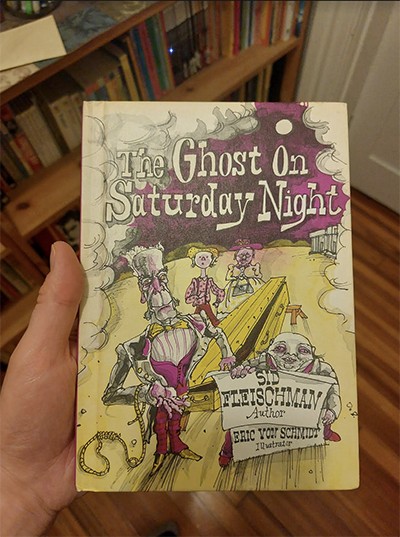 The Ghost On
Saturday Night
SID
FLEISCHMAN
Author
ERIC VON SCHMIDT
Illustrator